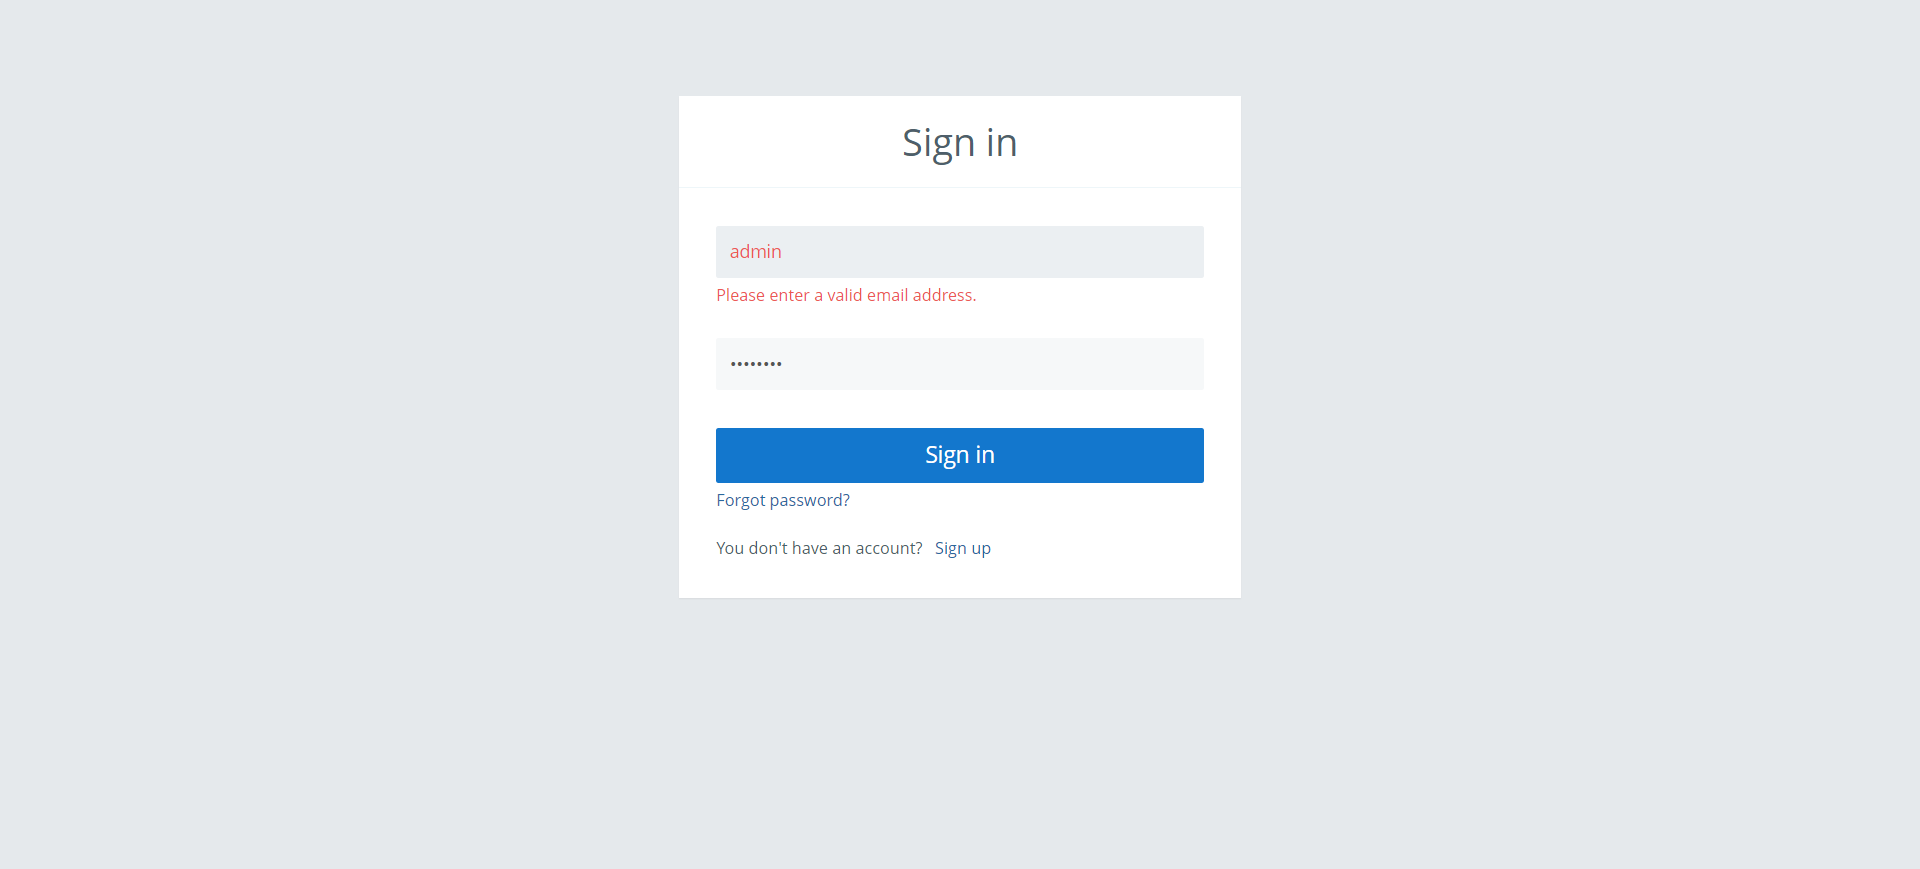 Sign in
admin
Please enter a valid email address.
••••••••
Sign in
Forgot password?
You don't have an account? Sign up